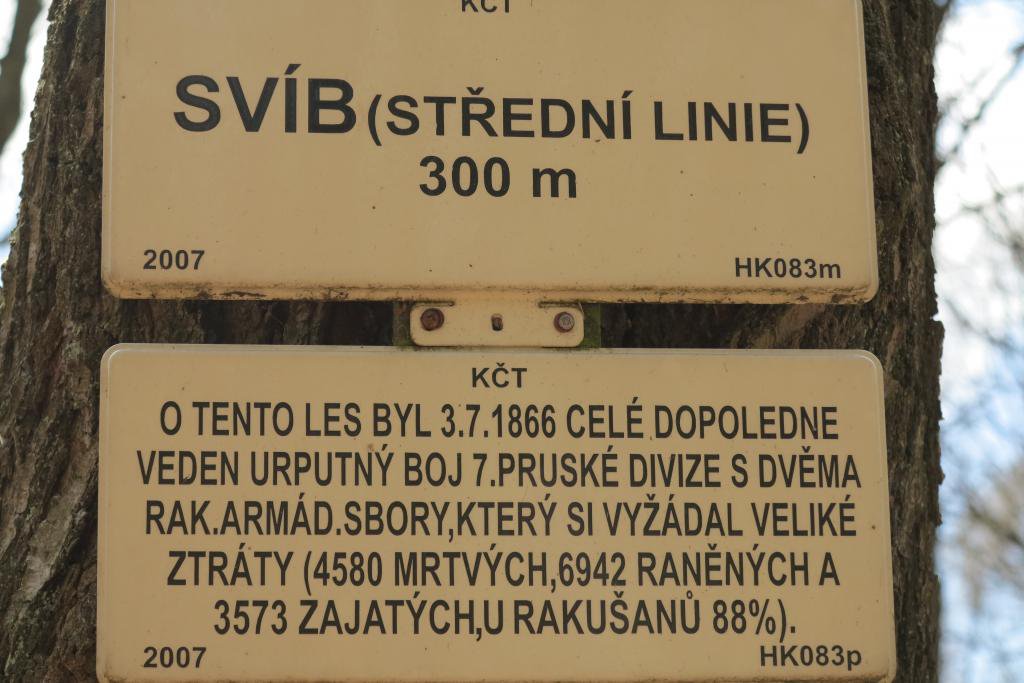 KČT
SVÍB (STŘEDNÍ LINIE)
300 m
2007 HK083m
KČT
O TENTO LES BYL 3.7.1866 CELÉ DOPOLEDNE
VEDEN URPUTNÝ BOJ 7.PRUSKÉ DIVIZE S DVĚMA
RAK.ARMÁD.SBORY,KTERÝ SI VYŽÁDAL VELIKÉ
ZTRÁTY (4580 MRTVÝCH,6942 RANĚNÝCH A
3573 ZAJATÝCH,U RAKUŠANŮ 88%).
2007 HK083p